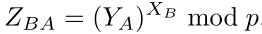 Z_{BA} = (Y_A)^{X_B} mod p